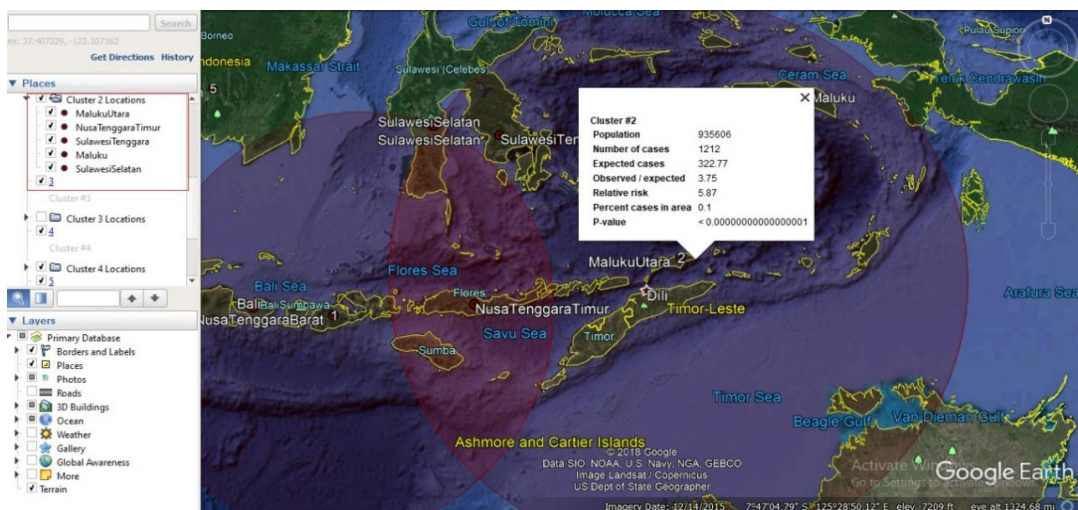 Search
ex: 37.407229, -122.107162
Get Directions History
Places
Cluster 2 Locations
MalukuUtara
NusaTenggaraTimur
SulawesiTenggara
Maluku
SulawesiSelatan
3
Cluster #3
Cluster 3 Locations
4
Cluster #4
Cluster 4 Locations
5
Layers
Primary Database
Borders and Labels
Places
Photos
Roads
3D Buildings
Ocean
Weather
Gallery
Global Awareness
More
Terrain
Gulf of Tomini
Molucca Sea
Borneo
Indonesia
Makassar Strait
Sulawesi (Celebes)
Ceram Sea
Pulau Supiori
Teluk Cendrawasih
N
5
SulawesiSelatan
SulawesiSelatan
SulawesiTen
Maluku
Cluster #2
Population 935606
Number of cases 1212
Expected cases 322.77
Observed / expected 3.75
Relative risk 5.87
Percent cases in area 0.1
P-value < 0.00000000000000001
MalukuUtara 2
Flores Sea
Bali Sea
Bali
Bali
Sumbawa
NusaTenggaraBarat 1
Flores
NusaTenggaraTimur
Dili
Timor-Leste
Arafura Sea
Savu Sea
Timor
Sumba
Timor Sea
Beagle Gulf
Van Dieman Gulf
Ashmore and Cartier Islands
© 2018 Google
Data SIO, NOAA, U.S. Navy, NGA, GEBCO
Image Landsat / Copernicus
US Dept of State Geographer
Activate Windows
Go to Settings to activate Windows.
Google Earth
Imagery Date: 12/14/2015 7°47'04.79" S 125°28'50.12" E elev -7209 ft eye alt 1324.68 mi